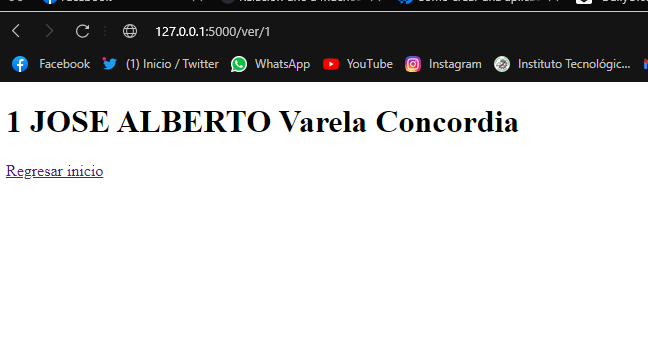 127.0.0.1:5000/ver/1
Facebook (1) Inicio / Twitter WhatsApp YouTube Instagram Instituto Tecnológic...
1 JOSE ALBERTO Varela Concordia
Regresar inicio